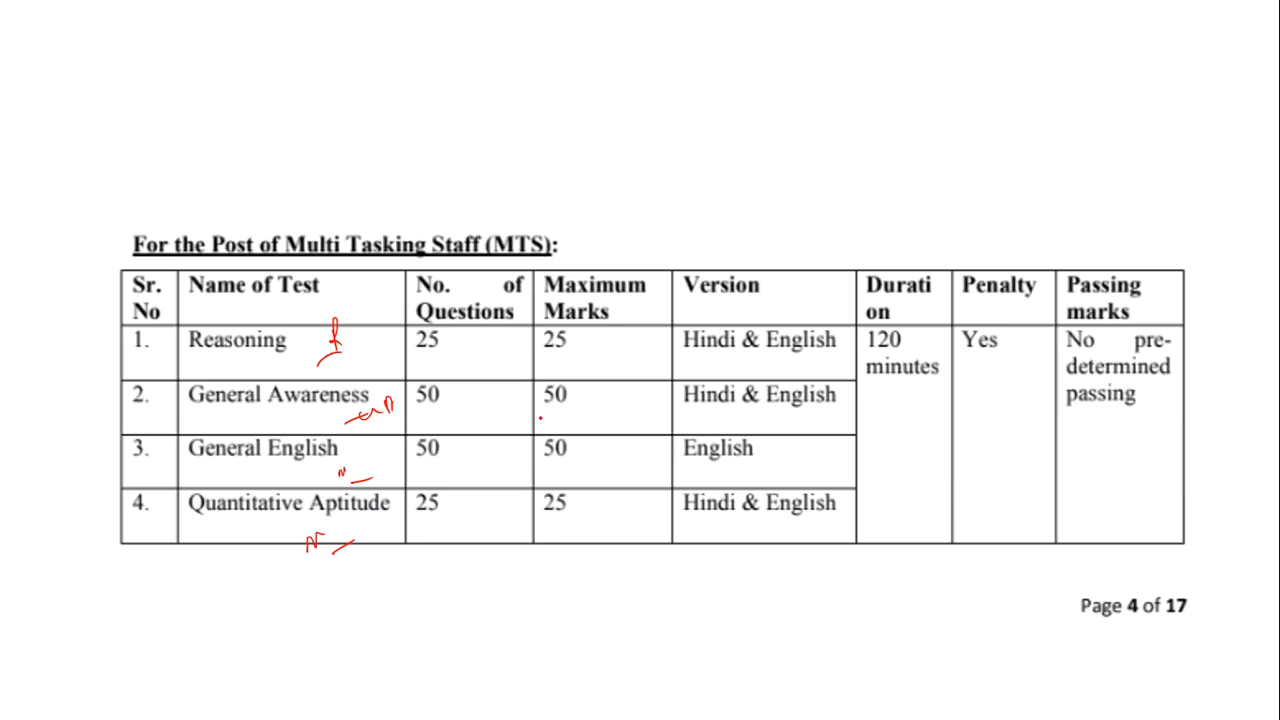 For the Post of Multi Tasking Staff (MTS):
Sr. No Name of Test No. of Questions Maximum Marks Version Durati on Penalty Passing marks
1. Reasoning 25 25 Hindi & English 120 minutes Yes No pre-determined passing
2. General Awareness 50 50 Hindi & English
3. General English 50 50 English
4. Quantitative Aptitude 25 25 Hindi & English
Page 4 of 17